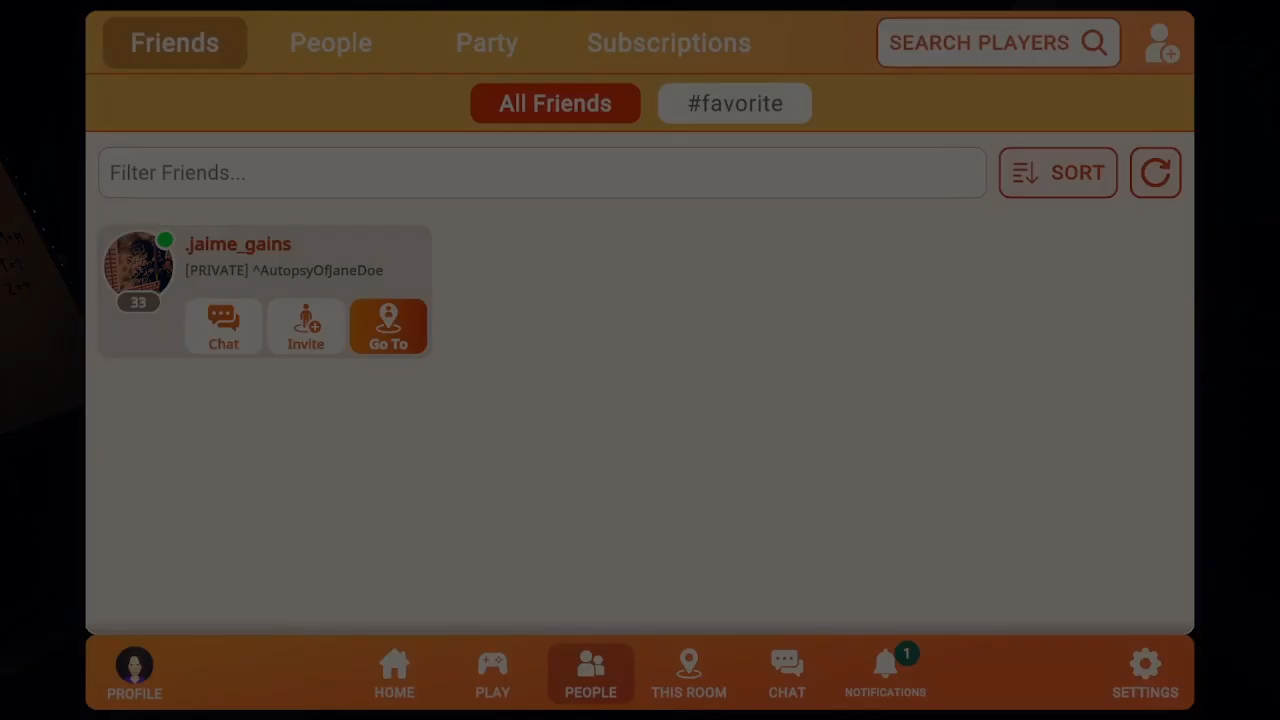 Friends People Party Subscriptions SEARCH PLAYERS
All Friends #favorite
Filter Friends... SORT
.jaime_gains
[PRIVATE] ^AutopsyOfJaneDoe
33
Chat Invite Go To
1
PROFILE HOME PLAY PEOPLE THIS ROOM CHAT NOTIFICATIONS SETTINGS